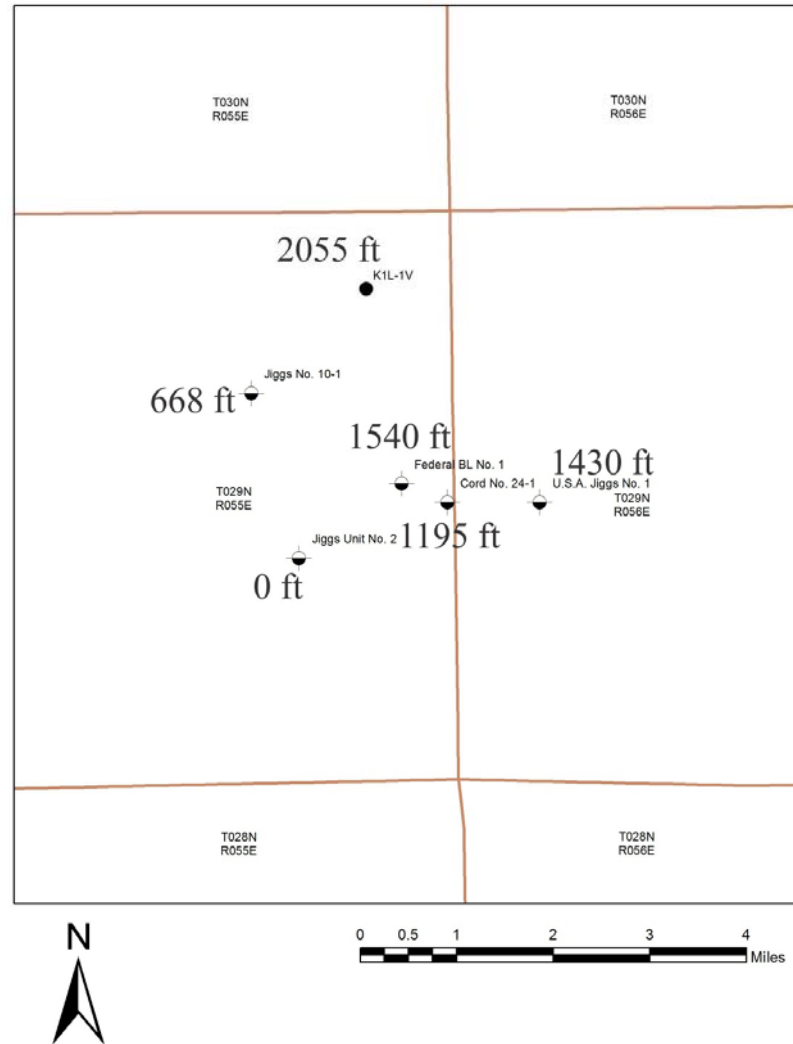 T030N
R055E
T030N
R056E
2055 ft
K1L-1V
Jiggs No. 10-1
668 ft
1540 ft
Federal BL No. 1
1430 ft
Cord No. 24-1
U.S.A. Jiggs No. 1
T029N
R055E
T029N
R056E
Jiggs Unit No. 2
1195 ft
0 ft
T028N
R055E
T028N
R056E
N
0 0.5 1 2 3 4
Miles